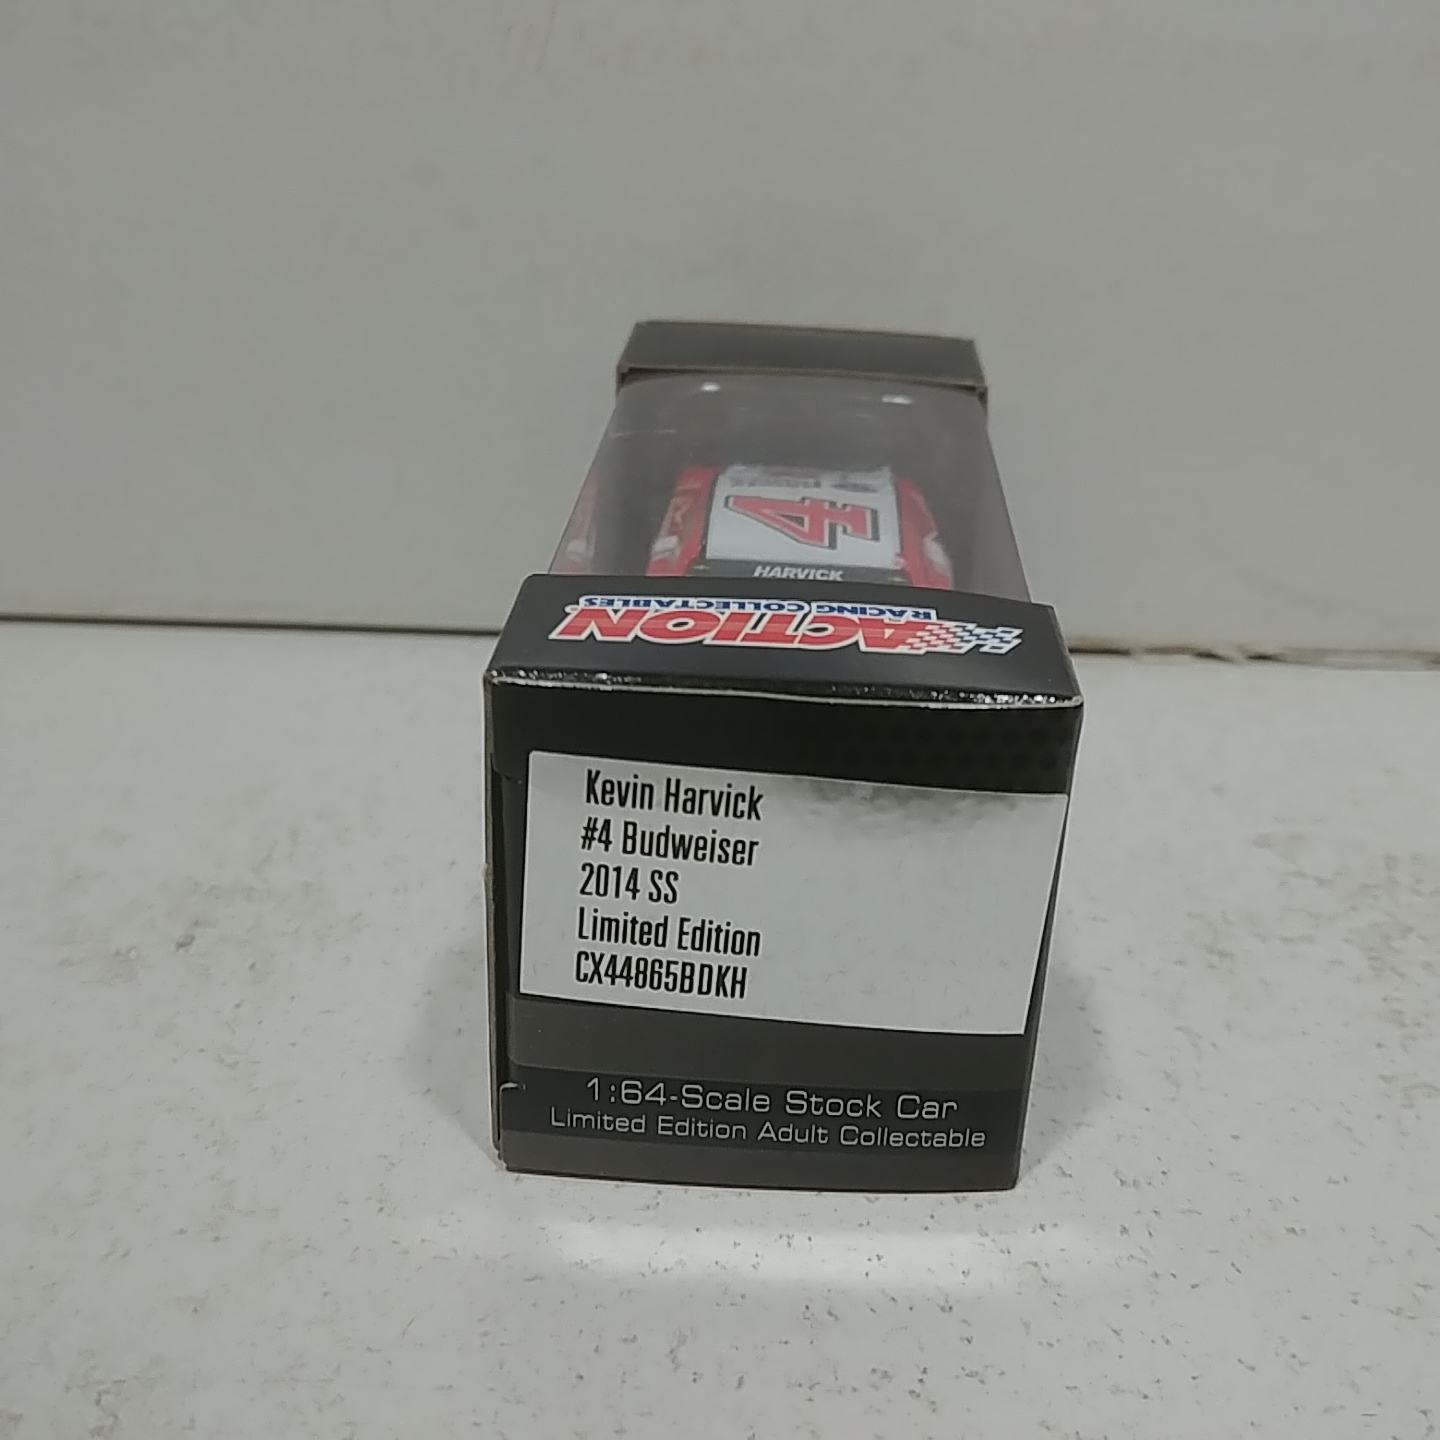 4
HARVICK
ACTION
RACING COLLECTABLES
Kevin Harvick
#4 Budweiser
2014 SS
Limited Edition
CX44865BDKH
1:64-Scale Stock Car
Limited Edition Adult Collectable